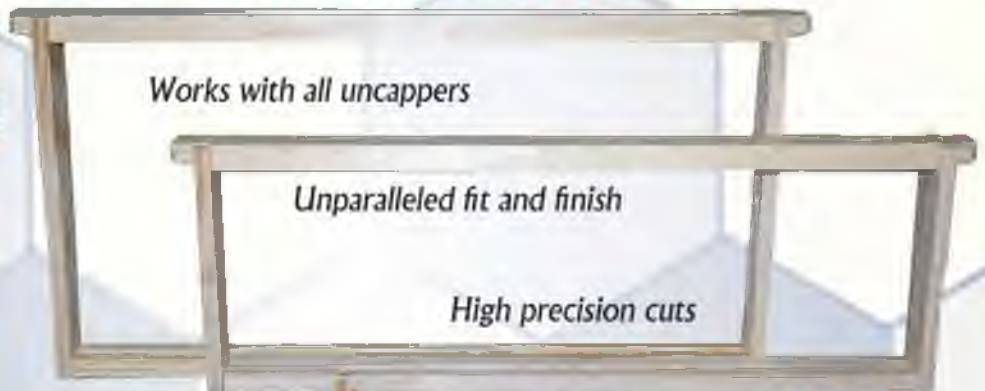 Works with all uncappers
Unparalleled fit and finish
High precision cuts